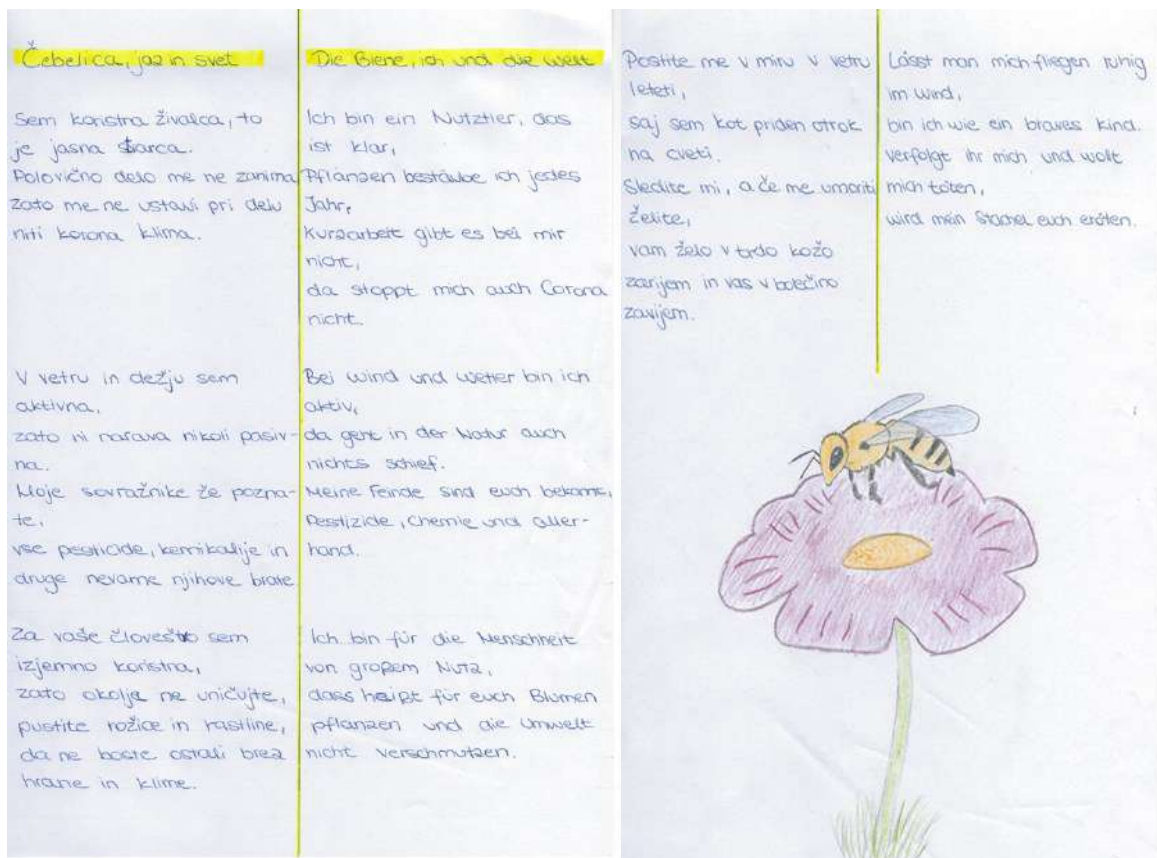 Čebelica, jaz in svet
Sem koristna živalca, to
je jasna štarca.
Polovično delo me ne zanima
zato me ne ustavi pri delu
niti korona klima.
V vetru in dežju sem
aktivna,
zato ni narava nikoli pasiv-
na.
Moje sovražnike že pozna-
te,
vse pesticide, kemikalije in
druge nevarne njihove brate
Za vaše človeštvo sem
izjemno koristna,
zato okolja ne uničujte,
pustite rožice in rastline,
da ne boste ostali brez
hrane in klime.
Die Biene, ich und die Welt
Ich bin ein Nutztier, das
ist klar,
Pflanzen bestäube ich jedes
Jahr,
Kurzarbeit gibt es bei mir
nicht,
da stoppt mich auch Corona
nicht.
Bei Wind und Wetter bin ich
aktiv,
da geht in der Natur auch
nichts schief.
Meine Feinde sind euch bekannt,
Pestizide, Chemie und aller-
hand.
Ich bin für die Menschheit
von großem Nutz,
dass heißt für euch Blumen
pflanzen und die Umwelt
nicht verschmutzen.
Postite me v miru v vetru
leteti,
saj sem kot priden otrok
na cveti.
Sledite mi, a če me umoriti
želite,
vam želo v trdo kožo
zarijem in vas v bolečino
zavijem.
Lässt man mich fliegen ruhig
im Wind,
bin ich wie ein braves Kind.
verfolgt ihr mich und wollt
mich töten,
wird mein Stachel euch eröten.